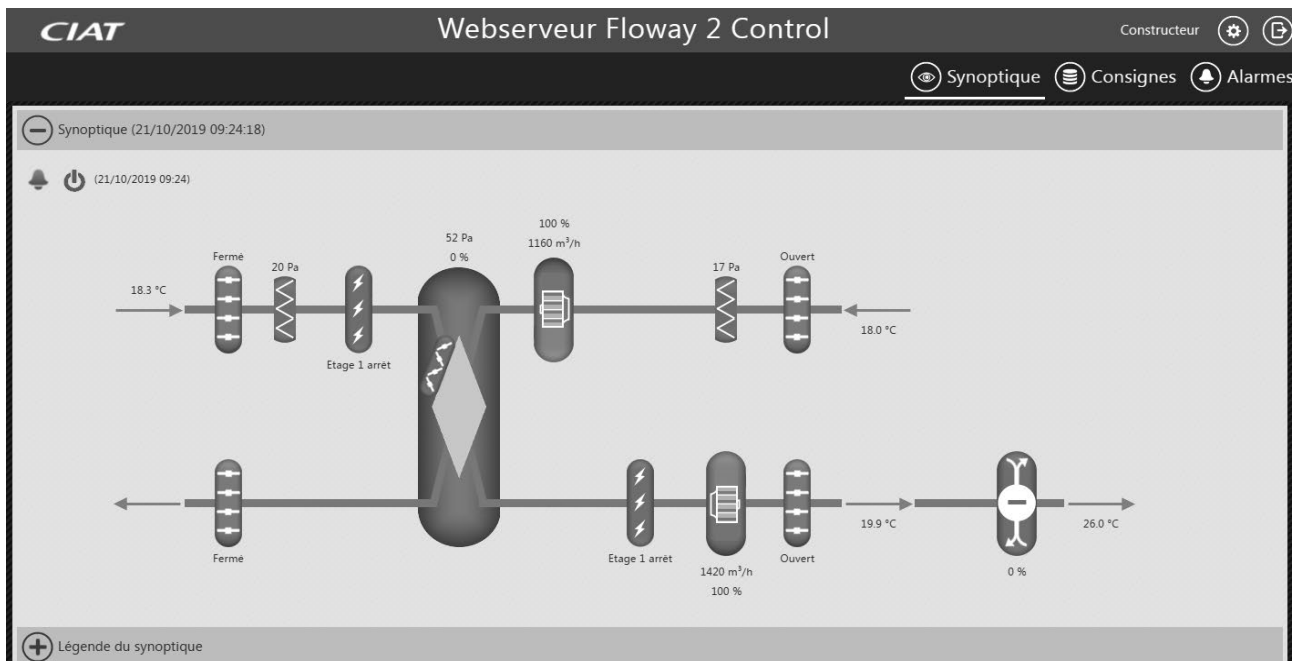 CIAT
Webserveur Floway 2 Control
Constructeur
Synoptique
Consignes
Alarmes
Synoptique (21/10/2019 09:24:18)
(21/10/2019 09:24)
100 %
1160 m³/h
52 Pa
0 %
Fermé
20 Pa
17 Pa
Ouvert
18.3 °C
18.0 °C
Etage 1 arrêt
19.9 °C
26.0 °C
Fermé
Etage 1 arrêt
1420 m³/h
100 %
Ouvert
0 %
Légende du synoptique